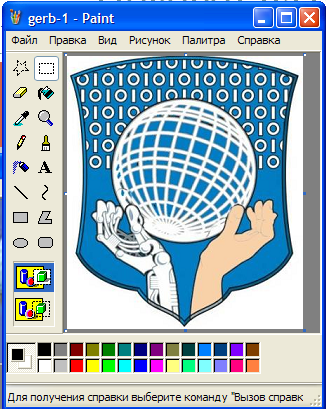 gerb-1 - Paint
Файл Правка Вид Рисунок Палитра Справка
A
Для получения справки выберите команду "Вызов справк